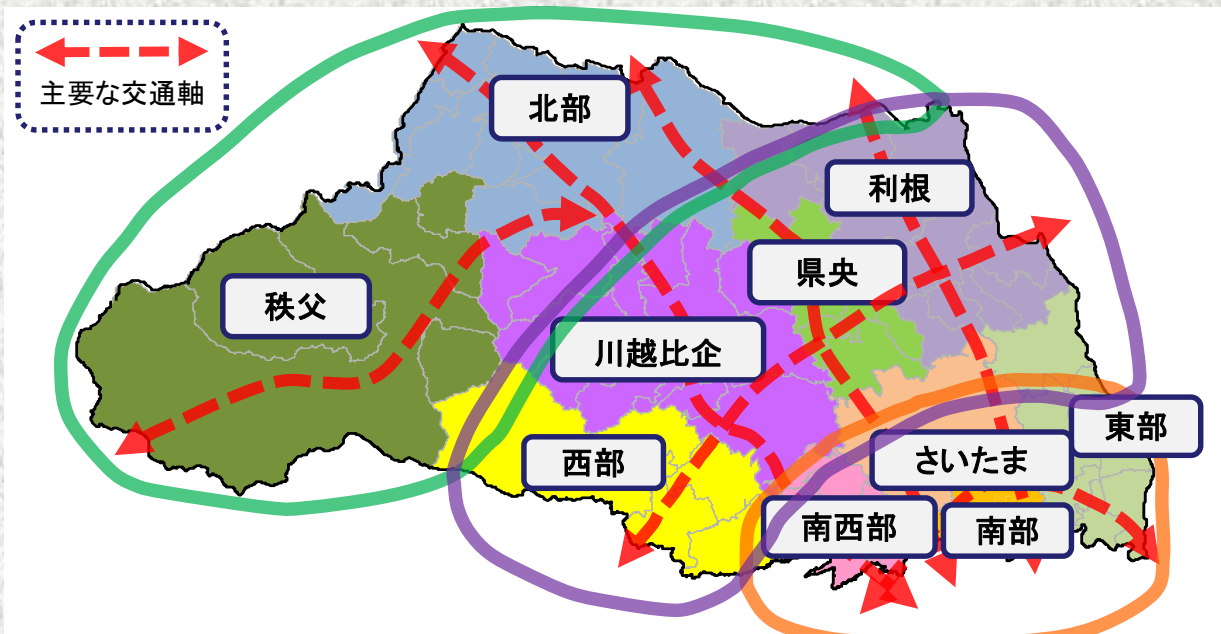 主要な交通軸
北部
利根
県央
秩父
川越比企
東部
西部
さいたま
南西部
南部